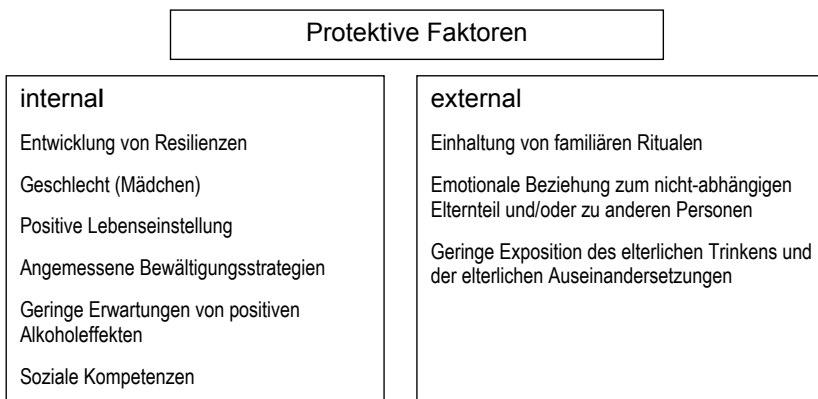 Protektive Faktoren
internal
Entwicklung von Resilienzen
Geschlecht (Mädchen)
Positive Lebenseinstellung
Angemessene Bewältigungsstrategien
Geringe Erwartungen von positiven
Alkoholeffekten
Soziale Kompetenzen
external
Einhaltung von familiären Ritualen
Emotionale Beziehung zum nicht-abhängigen
Elternteil und/oder zu anderen Personen
Geringe Exposition des elterlichen Trinkens und
der elterlichen Auseinandersetzungen